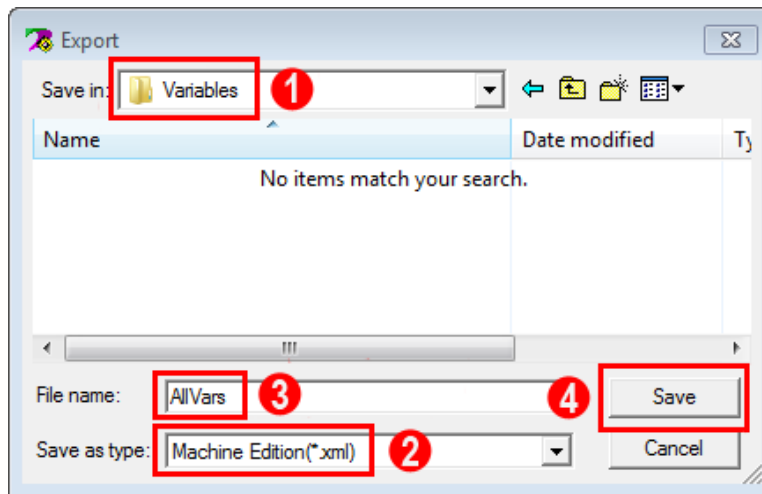 Export
Save in: Variables 1
Name Date modified Ty
No items match your search.
File name: AllVars 3 4 Save
Save as type: Machine Edition(*.xml) 2 Cancel